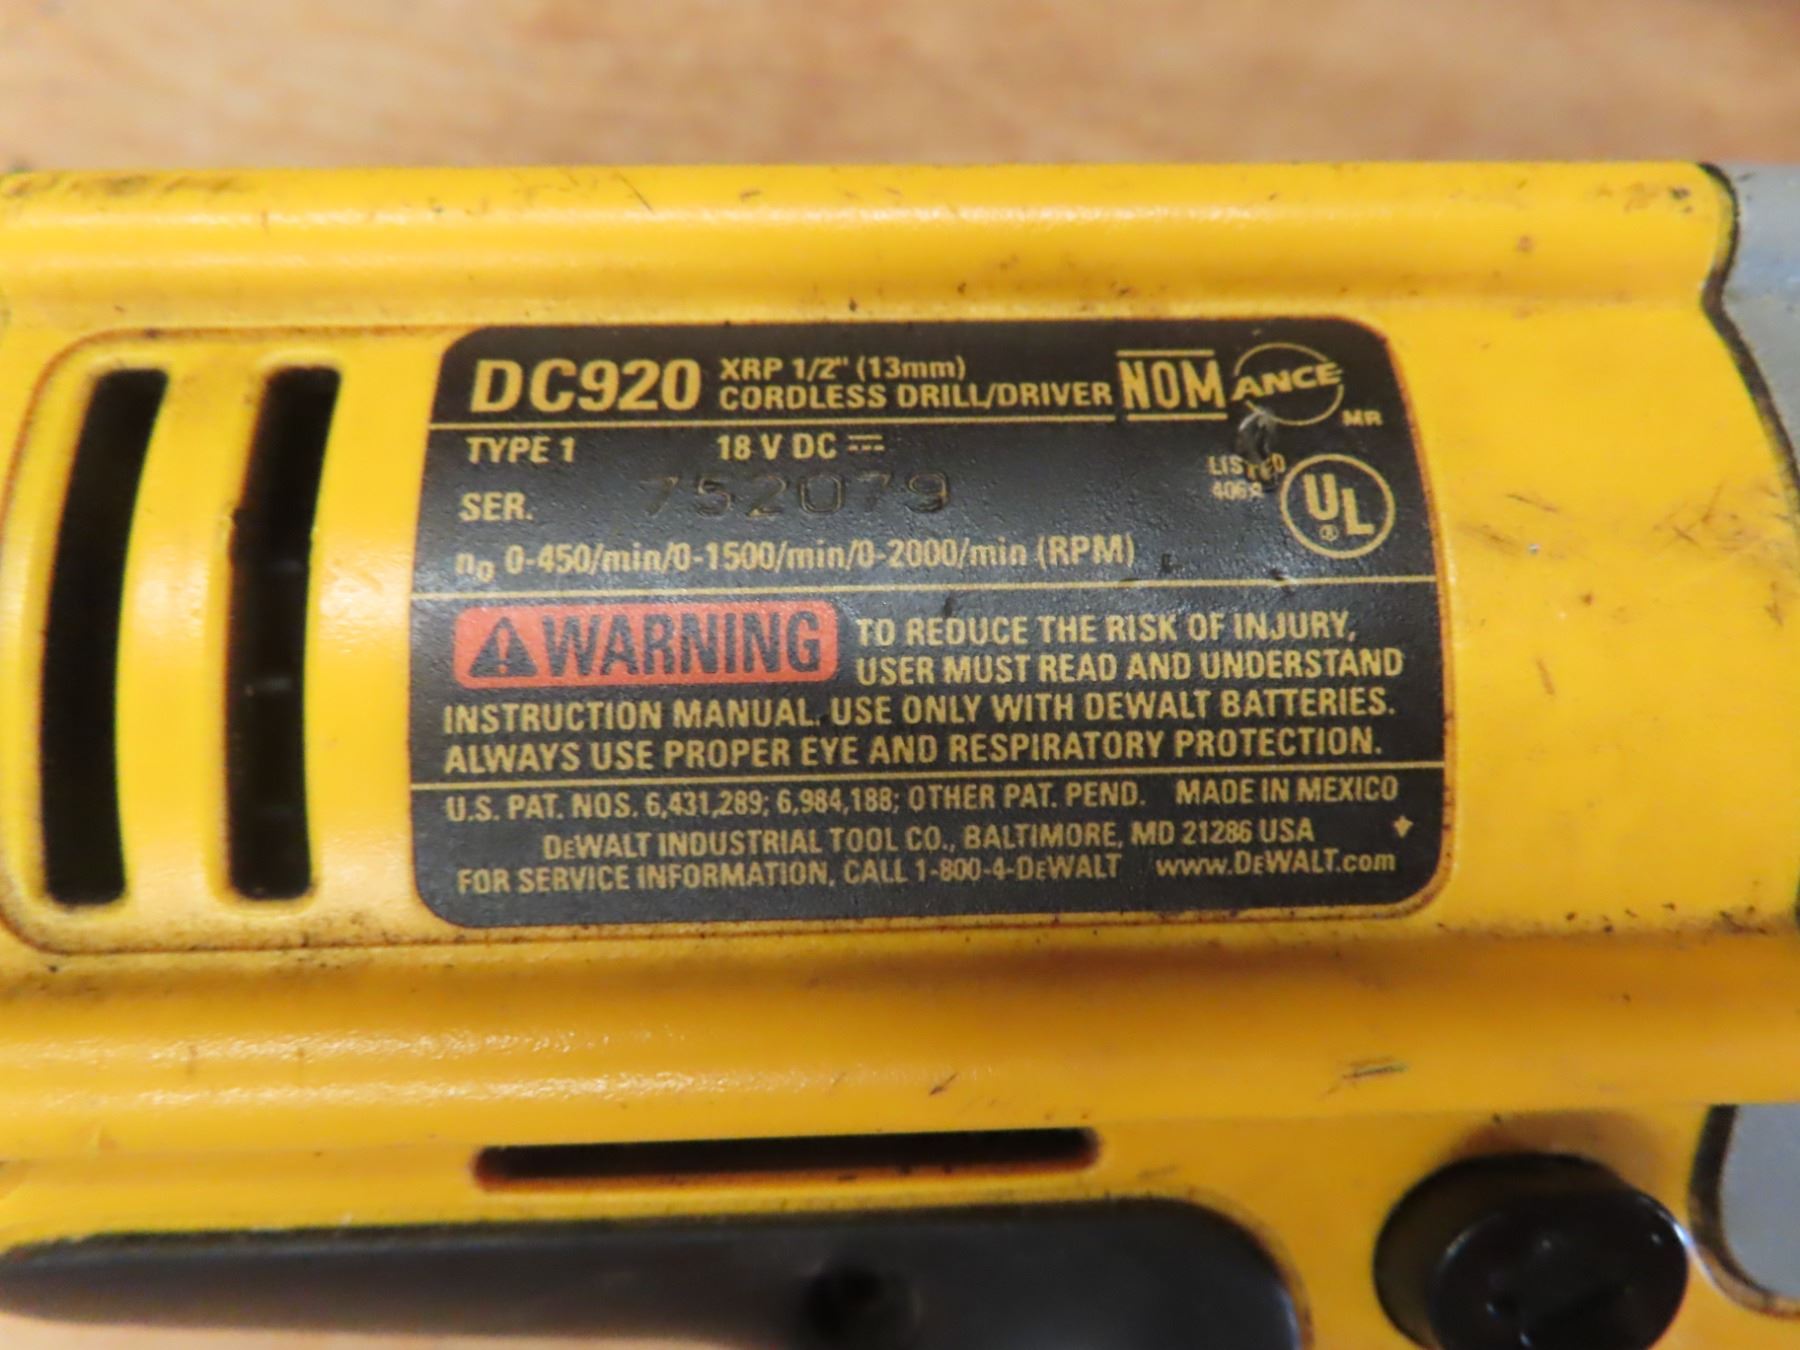 DC920 XRP 1/2" (13mm) NOM ANCE
CORDLESS DRILL/DRIVER MR
TYPE 1 18 V DC ⎓
LISTED
SER. 752079 UL
®
n₀ 0-450/min/0-1500/min/0-2000/min (RPM)
WARNING TO REDUCE THE RISK OF INJURY,
USER MUST READ AND UNDERSTAND
INSTRUCTION MANUAL. USE ONLY WITH DEWALT BATTERIES.
ALWAYS USE PROPER EYE AND RESPIRATORY PROTECTION.
U.S. PAT. NOS. 6,431,289; 6,984,188; OTHER PAT. PEND. MADE IN MEXICO
DEWALT INDUSTRIAL TOOL CO., BALTIMORE, MD 21286 USA
FOR SERVICE INFORMATION, CALL 1-800-4-DEWALT www.DEWALT.com